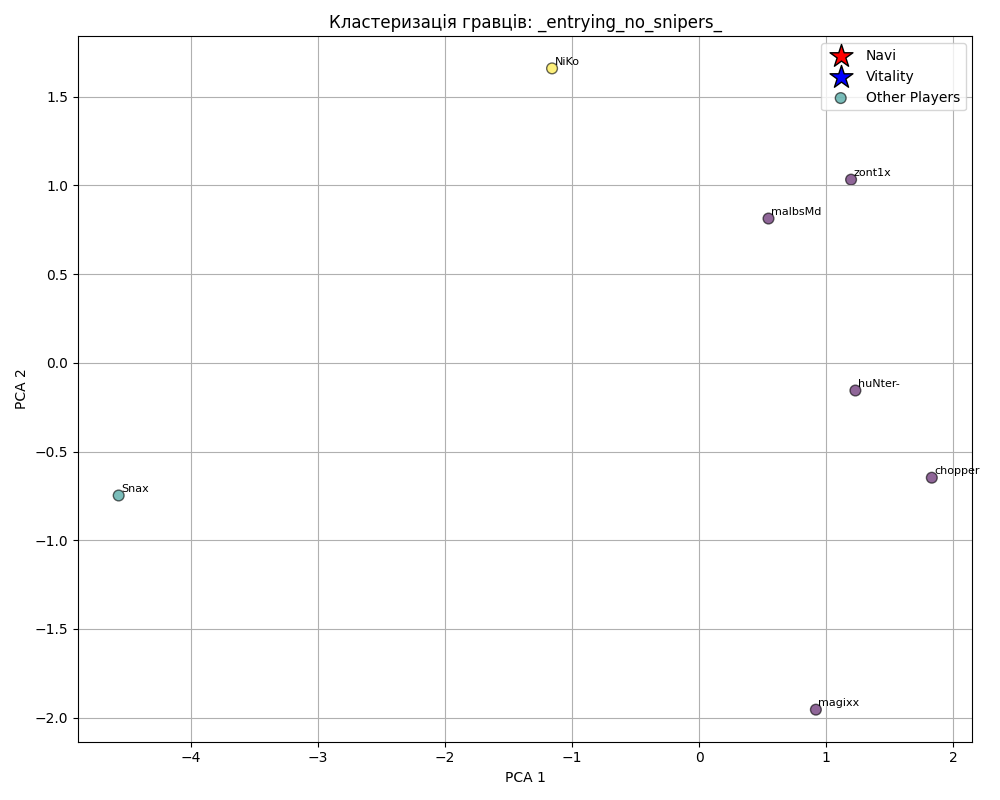 Кластеризація гравців: _entrying_no_snipers_
Navi
Vitality
Other Players
NiKo
zont1x
malbsMd
huNter-
chopper
Snax
magixx
PCA 2
1.5
1.0
0.5
0.0
−0.5
−1.0
−1.5
−2.0
−4
−3
−2
−1
0
1
2
PCA 1